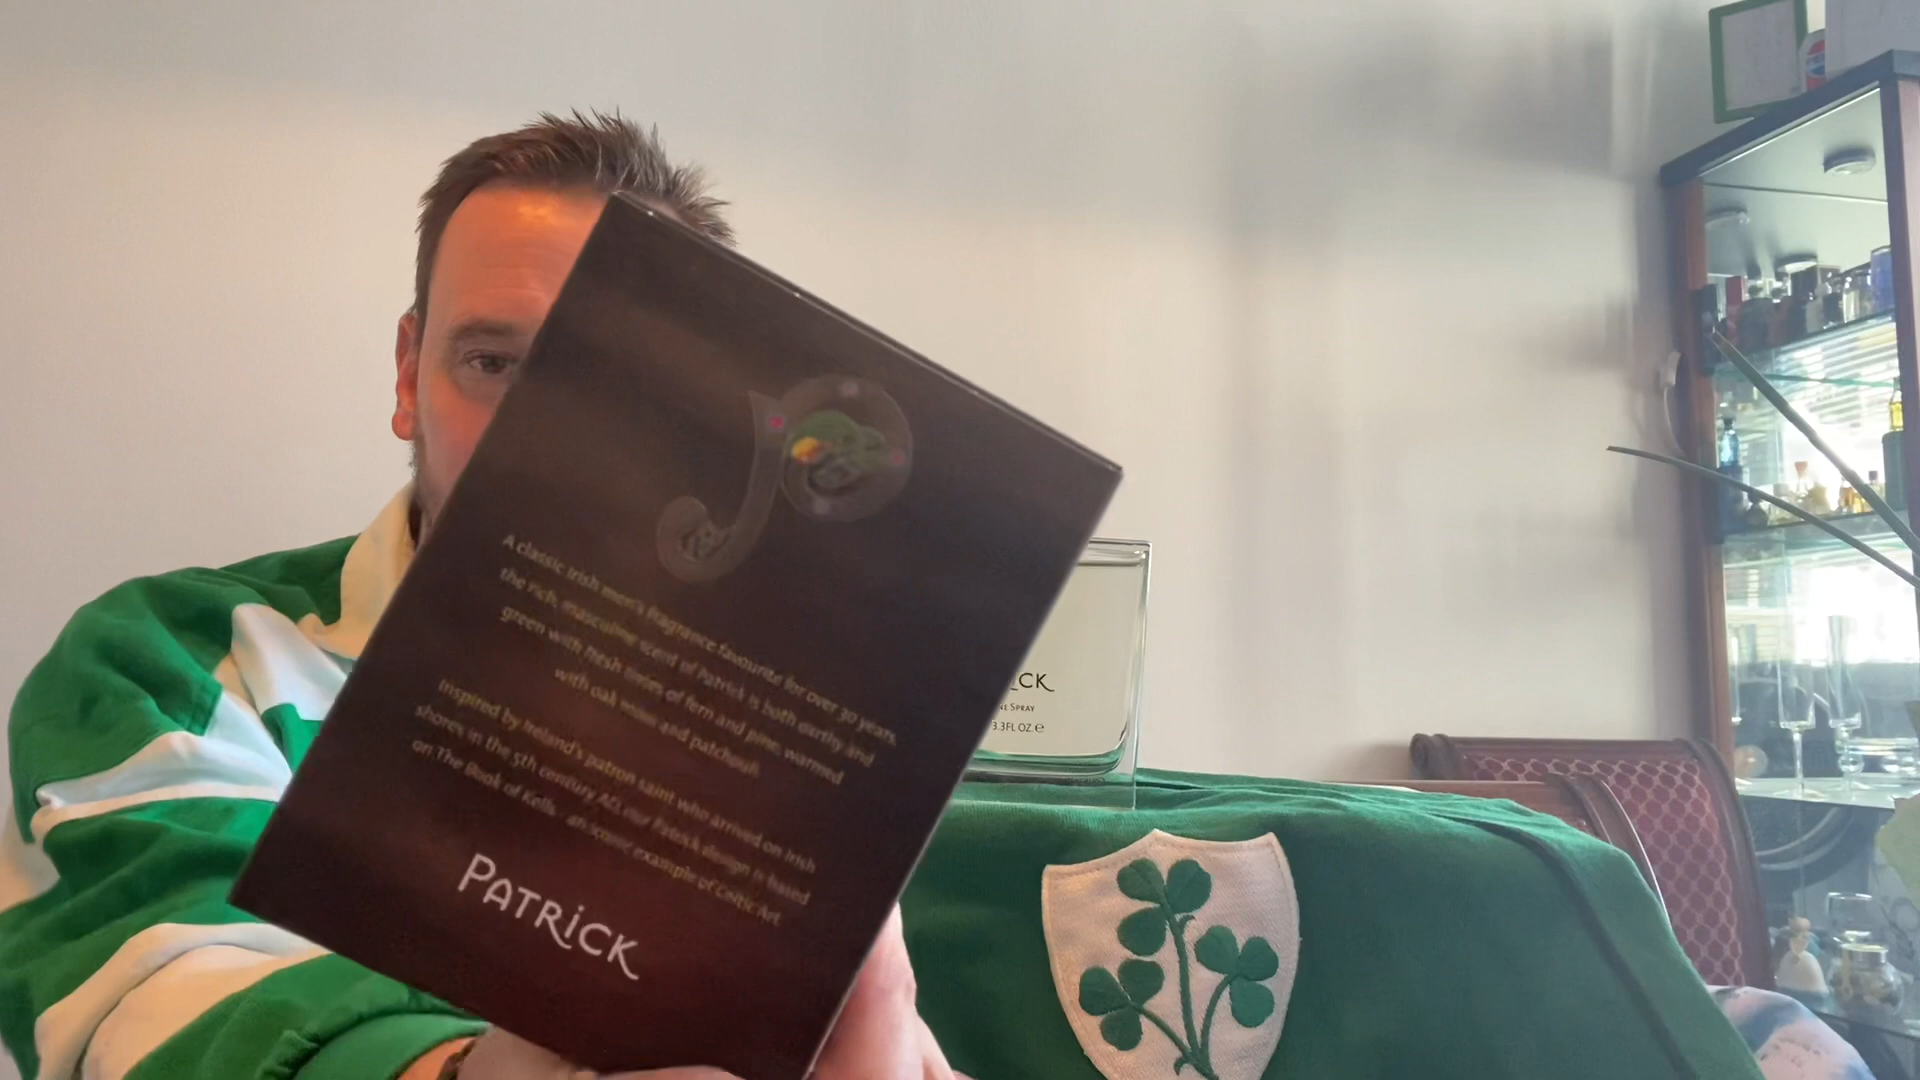 A classic Irish men's fragrance favourite for over 30 years,
the rich, masculine scent of Patrick is both earthy and
green with fresh notes of fern and pine, warmed
with oak moss and patchouli.
Inspired by Ireland's patron saint who arrived on Irish
shores in the 5th century AD, our Patrick design is based
on The Book of Kells - an iconic example of Celtic Art.
PATRiCK
iCK
NE SPRAY
3.3FL OZ.℮